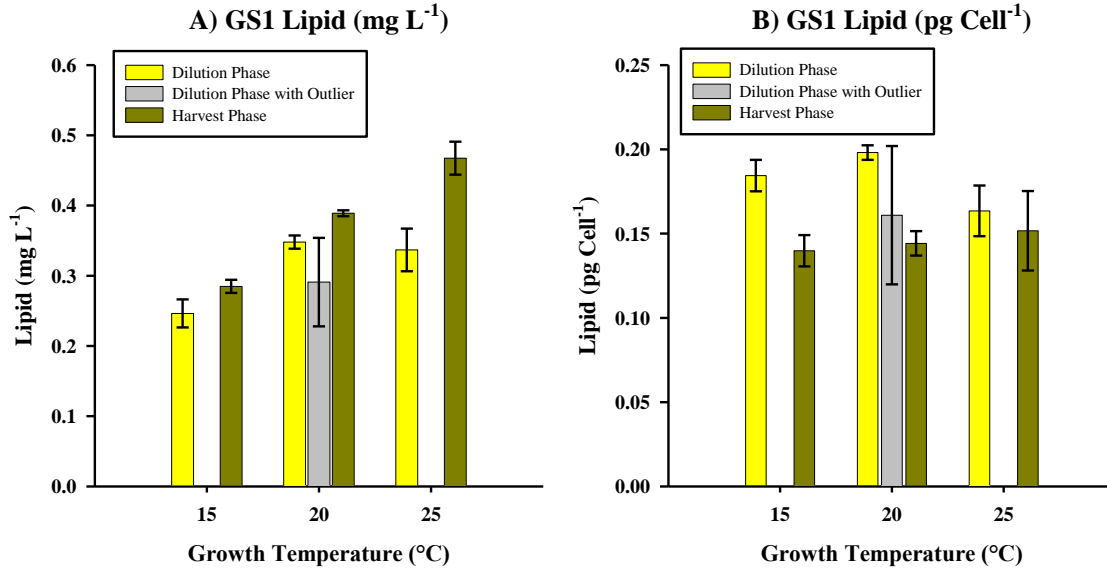 A) GS1 Lipid (mg L⁻¹)
Lipid (mg L⁻¹)
0.6
0.5
0.4
0.3
0.2
0.1
0.0
Dilution Phase
Dilution Phase with Outlier
Harvest Phase
15 20 25
Growth Temperature (°C)
B) GS1 Lipid (pg Cell⁻¹)
Lipid (pg Cell⁻¹)
0.25
0.20
0.15
0.10
0.05
0.00
Dilution Phase
Dilution Phase with Outlier
Harvest Phase
15 20 25
Growth Temperature (°C)